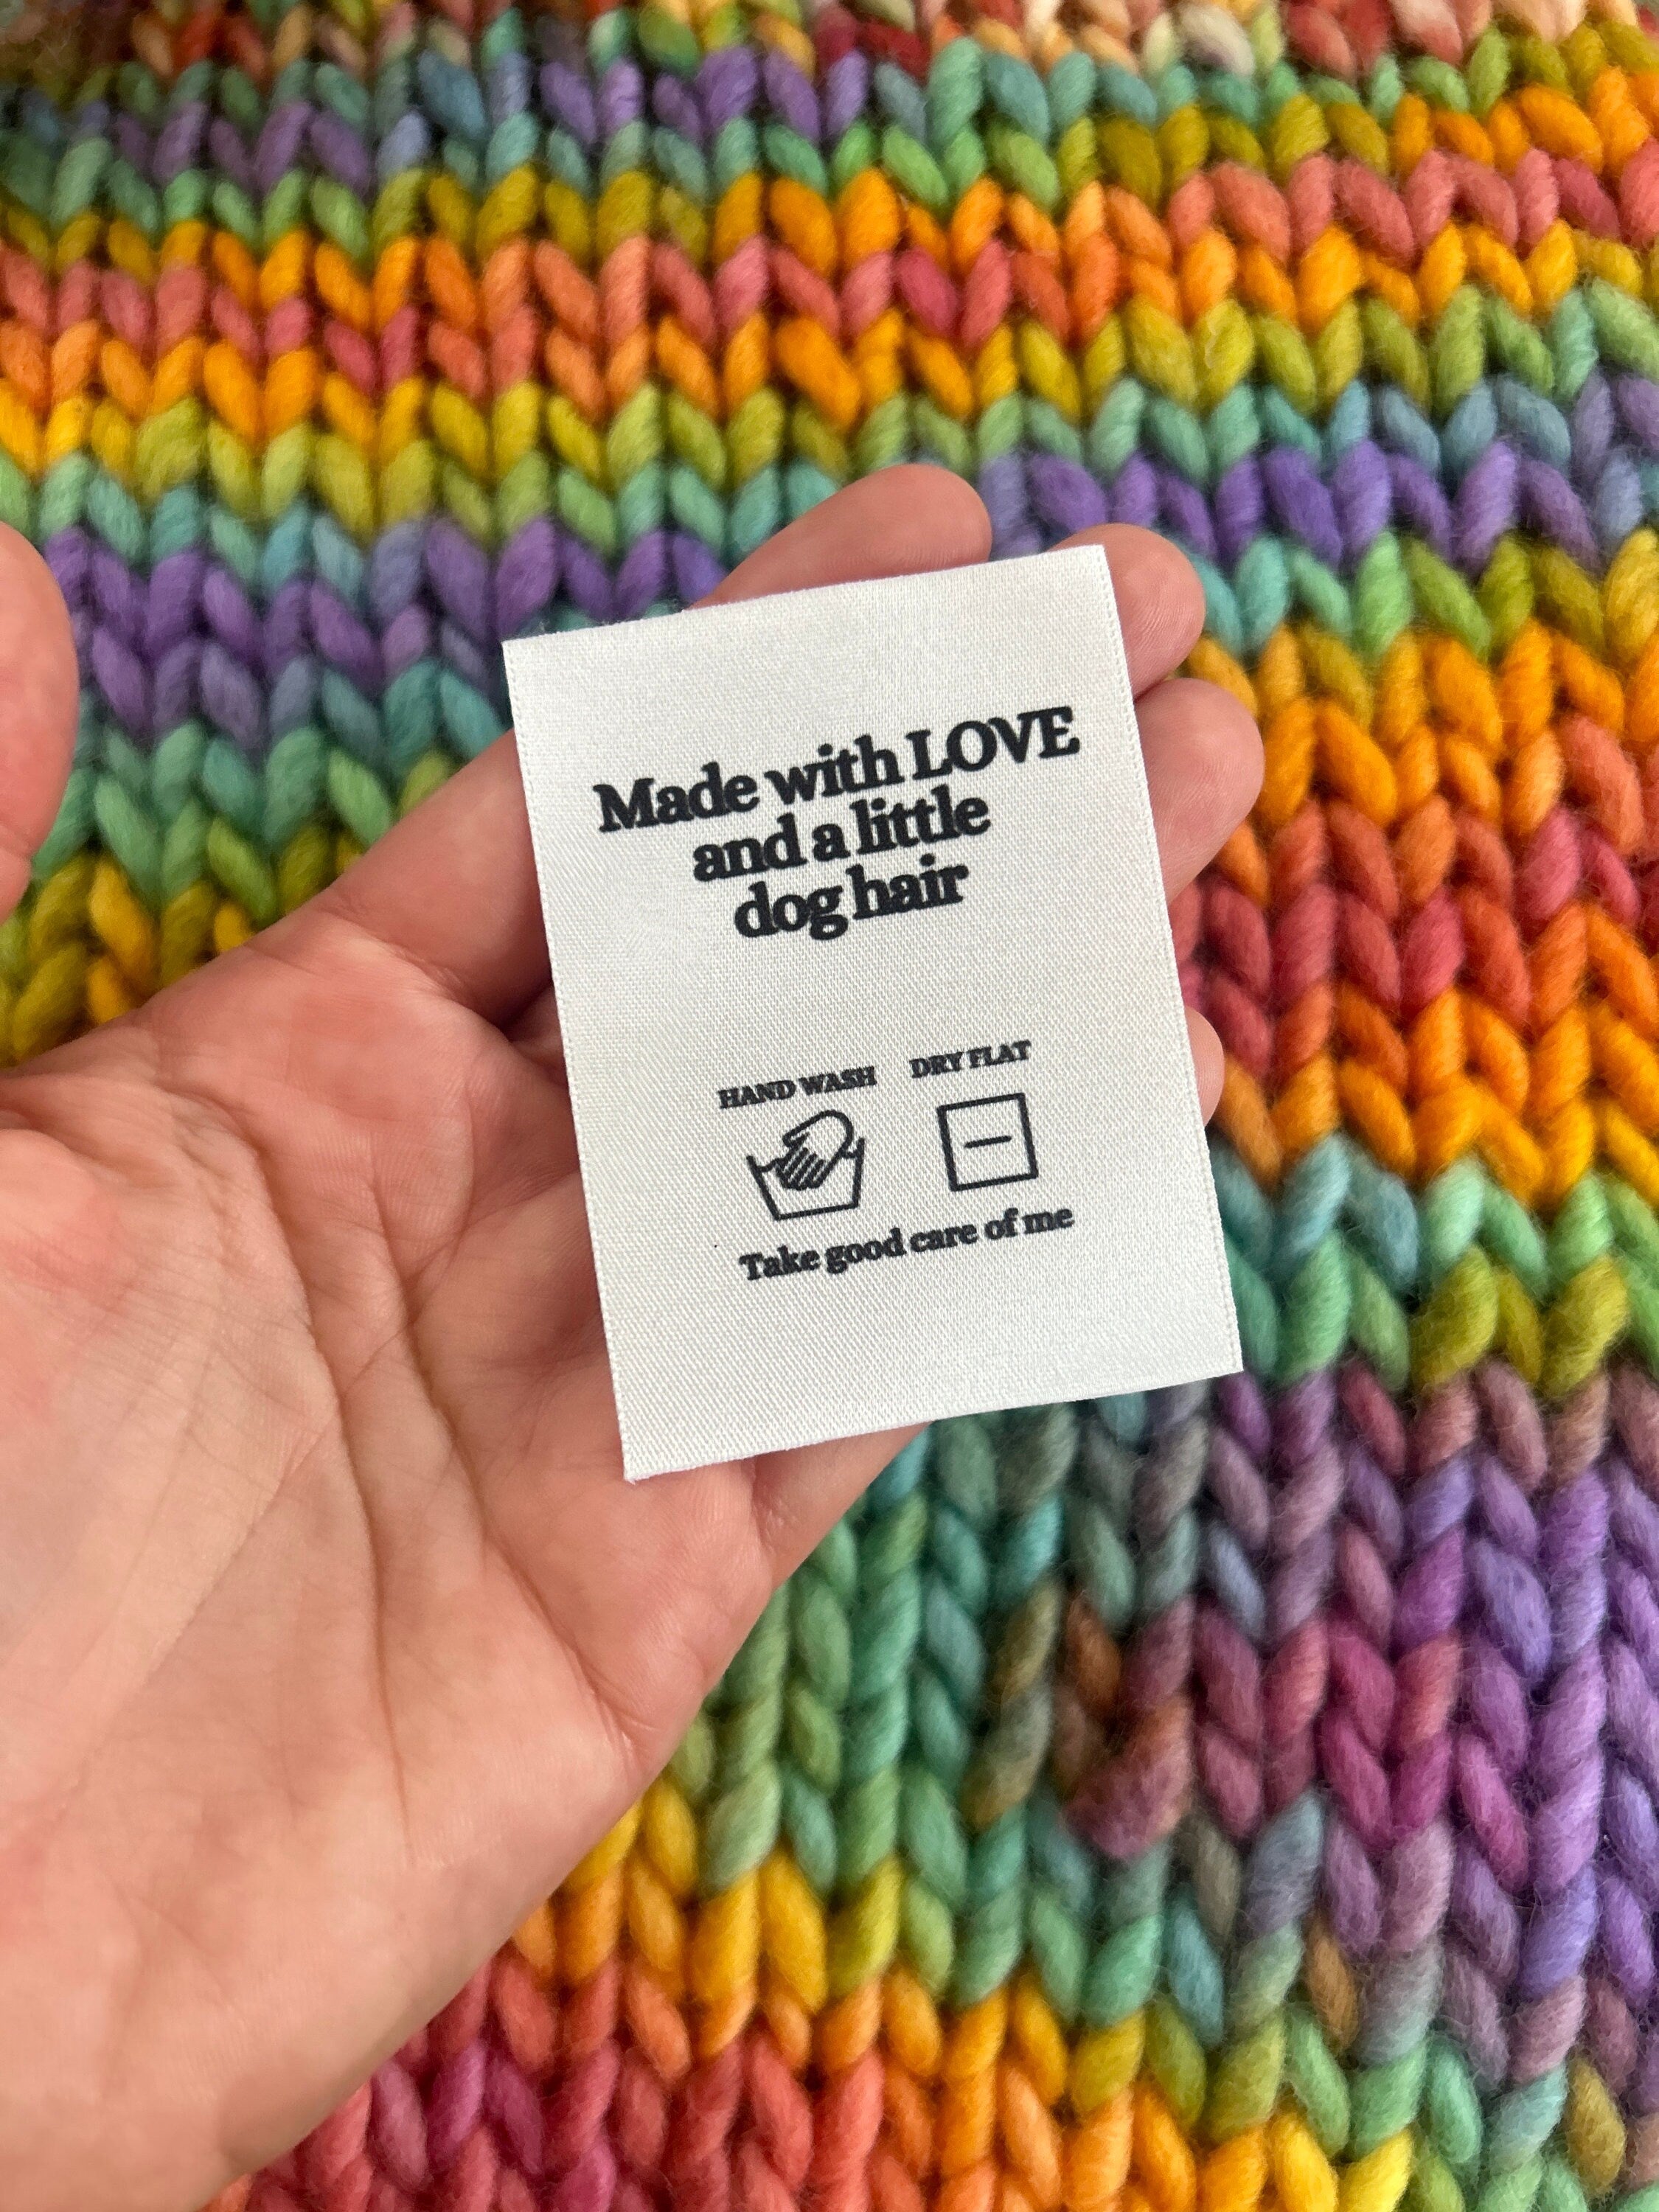 Made with LOVE
and a little
dog hair
HAND WASH DRY FLAT
Take good care of me